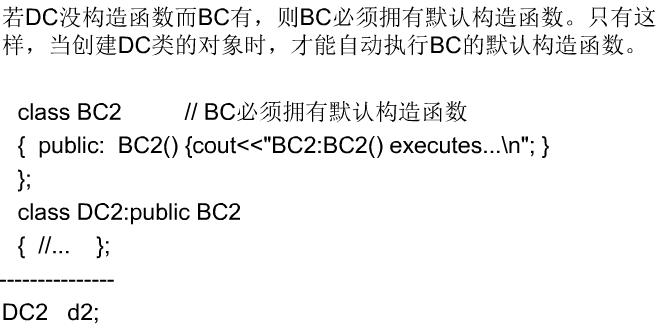 若DC没构造函数而BC有，则BC必须拥有默认构造函数。只有这
样，当创建DC类的对象时，才能自动执行BC的默认构造函数。
class BC2 // BC必须拥有默认构造函数
{ public: BC2() {cout<<"BC2:BC2() executes...\n"; }
};
class DC2:public BC2
{ //... };
---------------
DC2 d2;